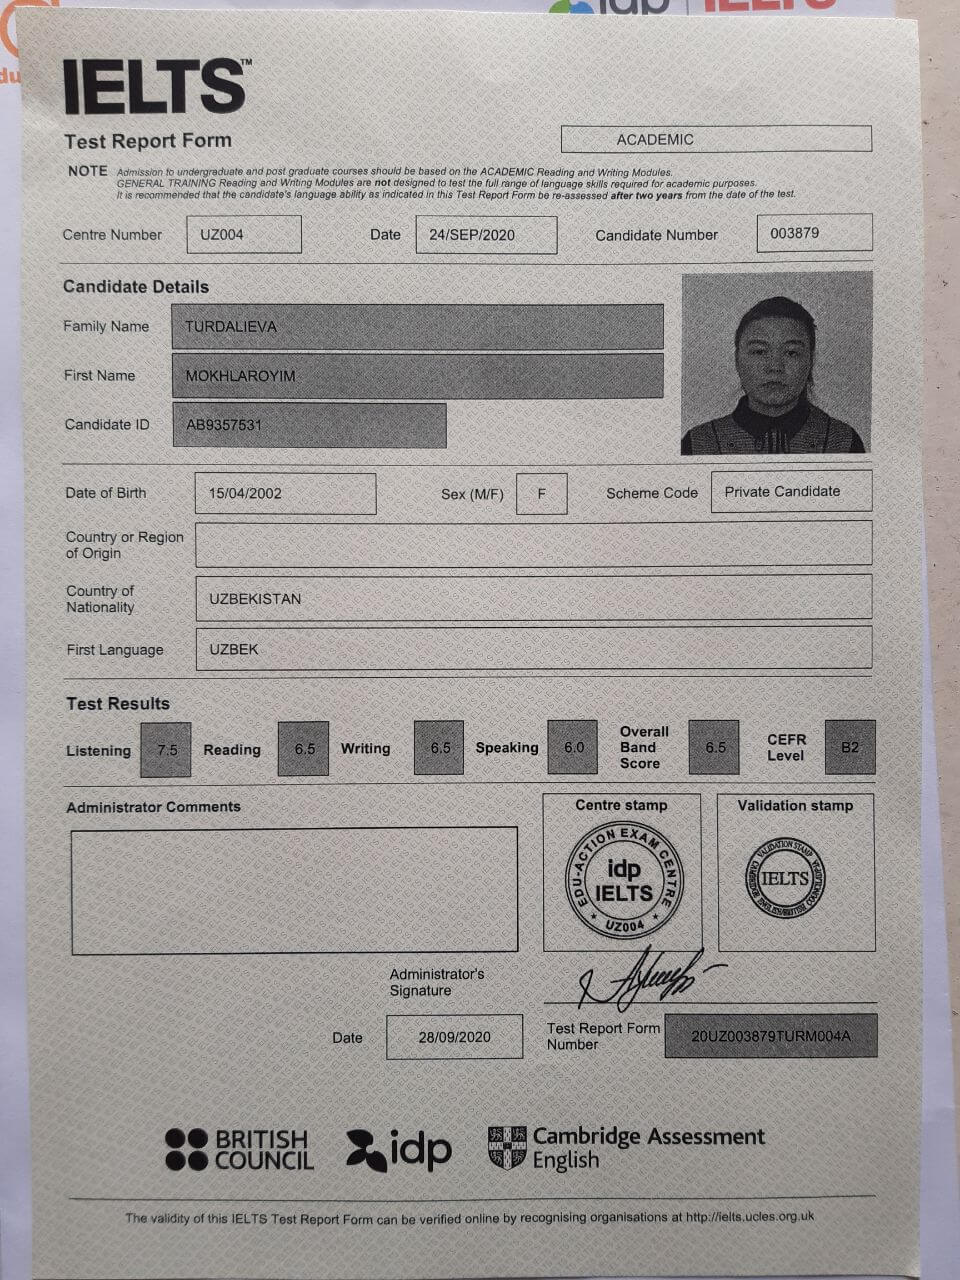 idp IELTS
du
IELTS™
Test Report Form
ACADEMIC
NOTE Admission to undergraduate and post graduate courses should be based on the ACADEMIC Reading and Writing Modules.
GENERAL TRAINING Reading and Writing Modules are not designed to test the full range of language skills required for academic purposes.
It is recommended that the candidate's language ability as indicated in this Test Report Form be re-assessed after two years from the date of the test.
Centre Number UZ004 Date 24/SEP/2020 Candidate Number 003879
Candidate Details
Family Name TURDALIEVA
First Name MOKHLAROYIM
Candidate ID AB9357531
Date of Birth 15/04/2002 Sex (M/F) F Scheme Code Private Candidate
Country or Region
of Origin
Country of
Nationality
UZBEKISTAN
First Language UZBEK
Test Results
Listening 7.5 Reading 6.5 Writing 6.5 Speaking 6.0 Overall Band Score 6.5 CEFR Level B2
Administrator Comments
Centre stamp
EDU-ACTION EXAM CENTRE
idp
IELTS
UZ004
Validation stamp
VALIDATION STAMP
IELTS
Administrator's
Signature
Date 28/09/2020
Test Report Form
Number
20UZ003879TURM004A
BRITISH
COUNCIL
idp
Cambridge Assessment
English
The validity of this IELTS Test Report Form can be verified online by recognising organisations at http://ielts.ucles.org.uk